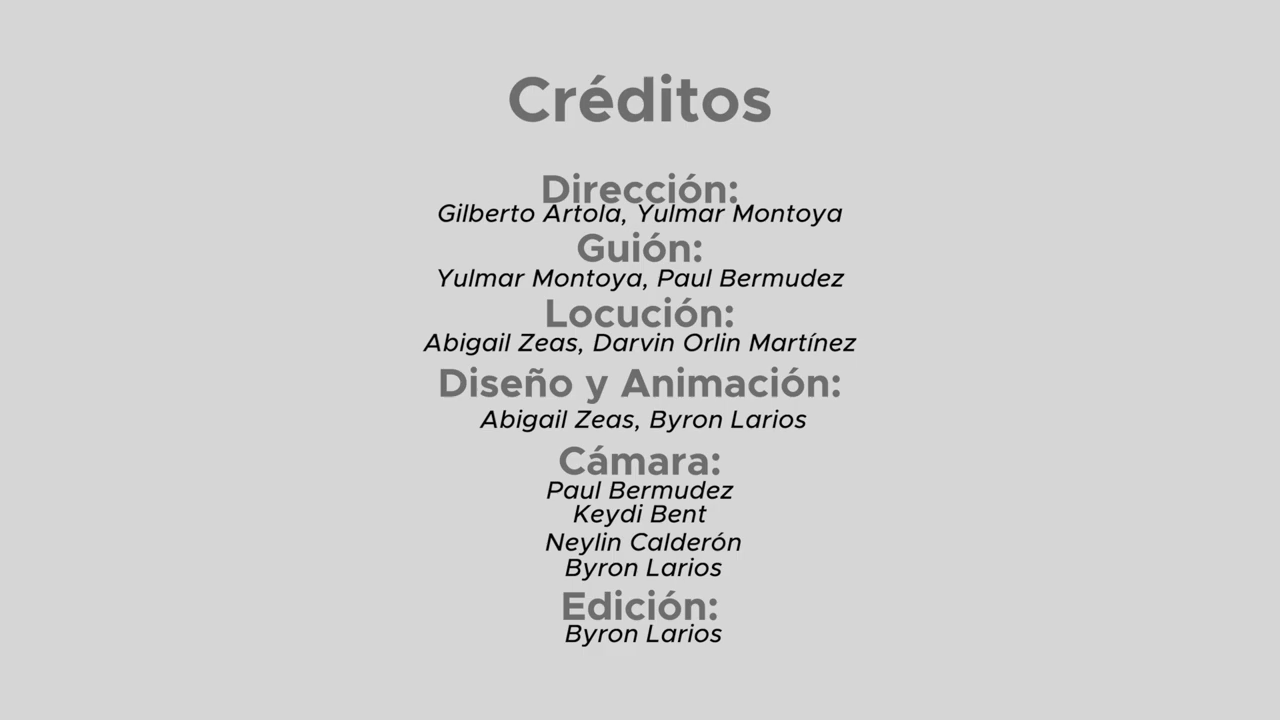 Créditos
Dirección:
Gilberto Artola, Yulmar Montoya
Guión:
Yulmar Montoya, Paul Bermudez
Locución:
Abigail Zeas, Darvin Orlin Martínez
Diseño y Animación:
Abigail Zeas, Byron Larios
Cámara:
Paul Bermudez
Keydi Bent
Neylin Calderón
Byron Larios
Edición:
Byron Larios